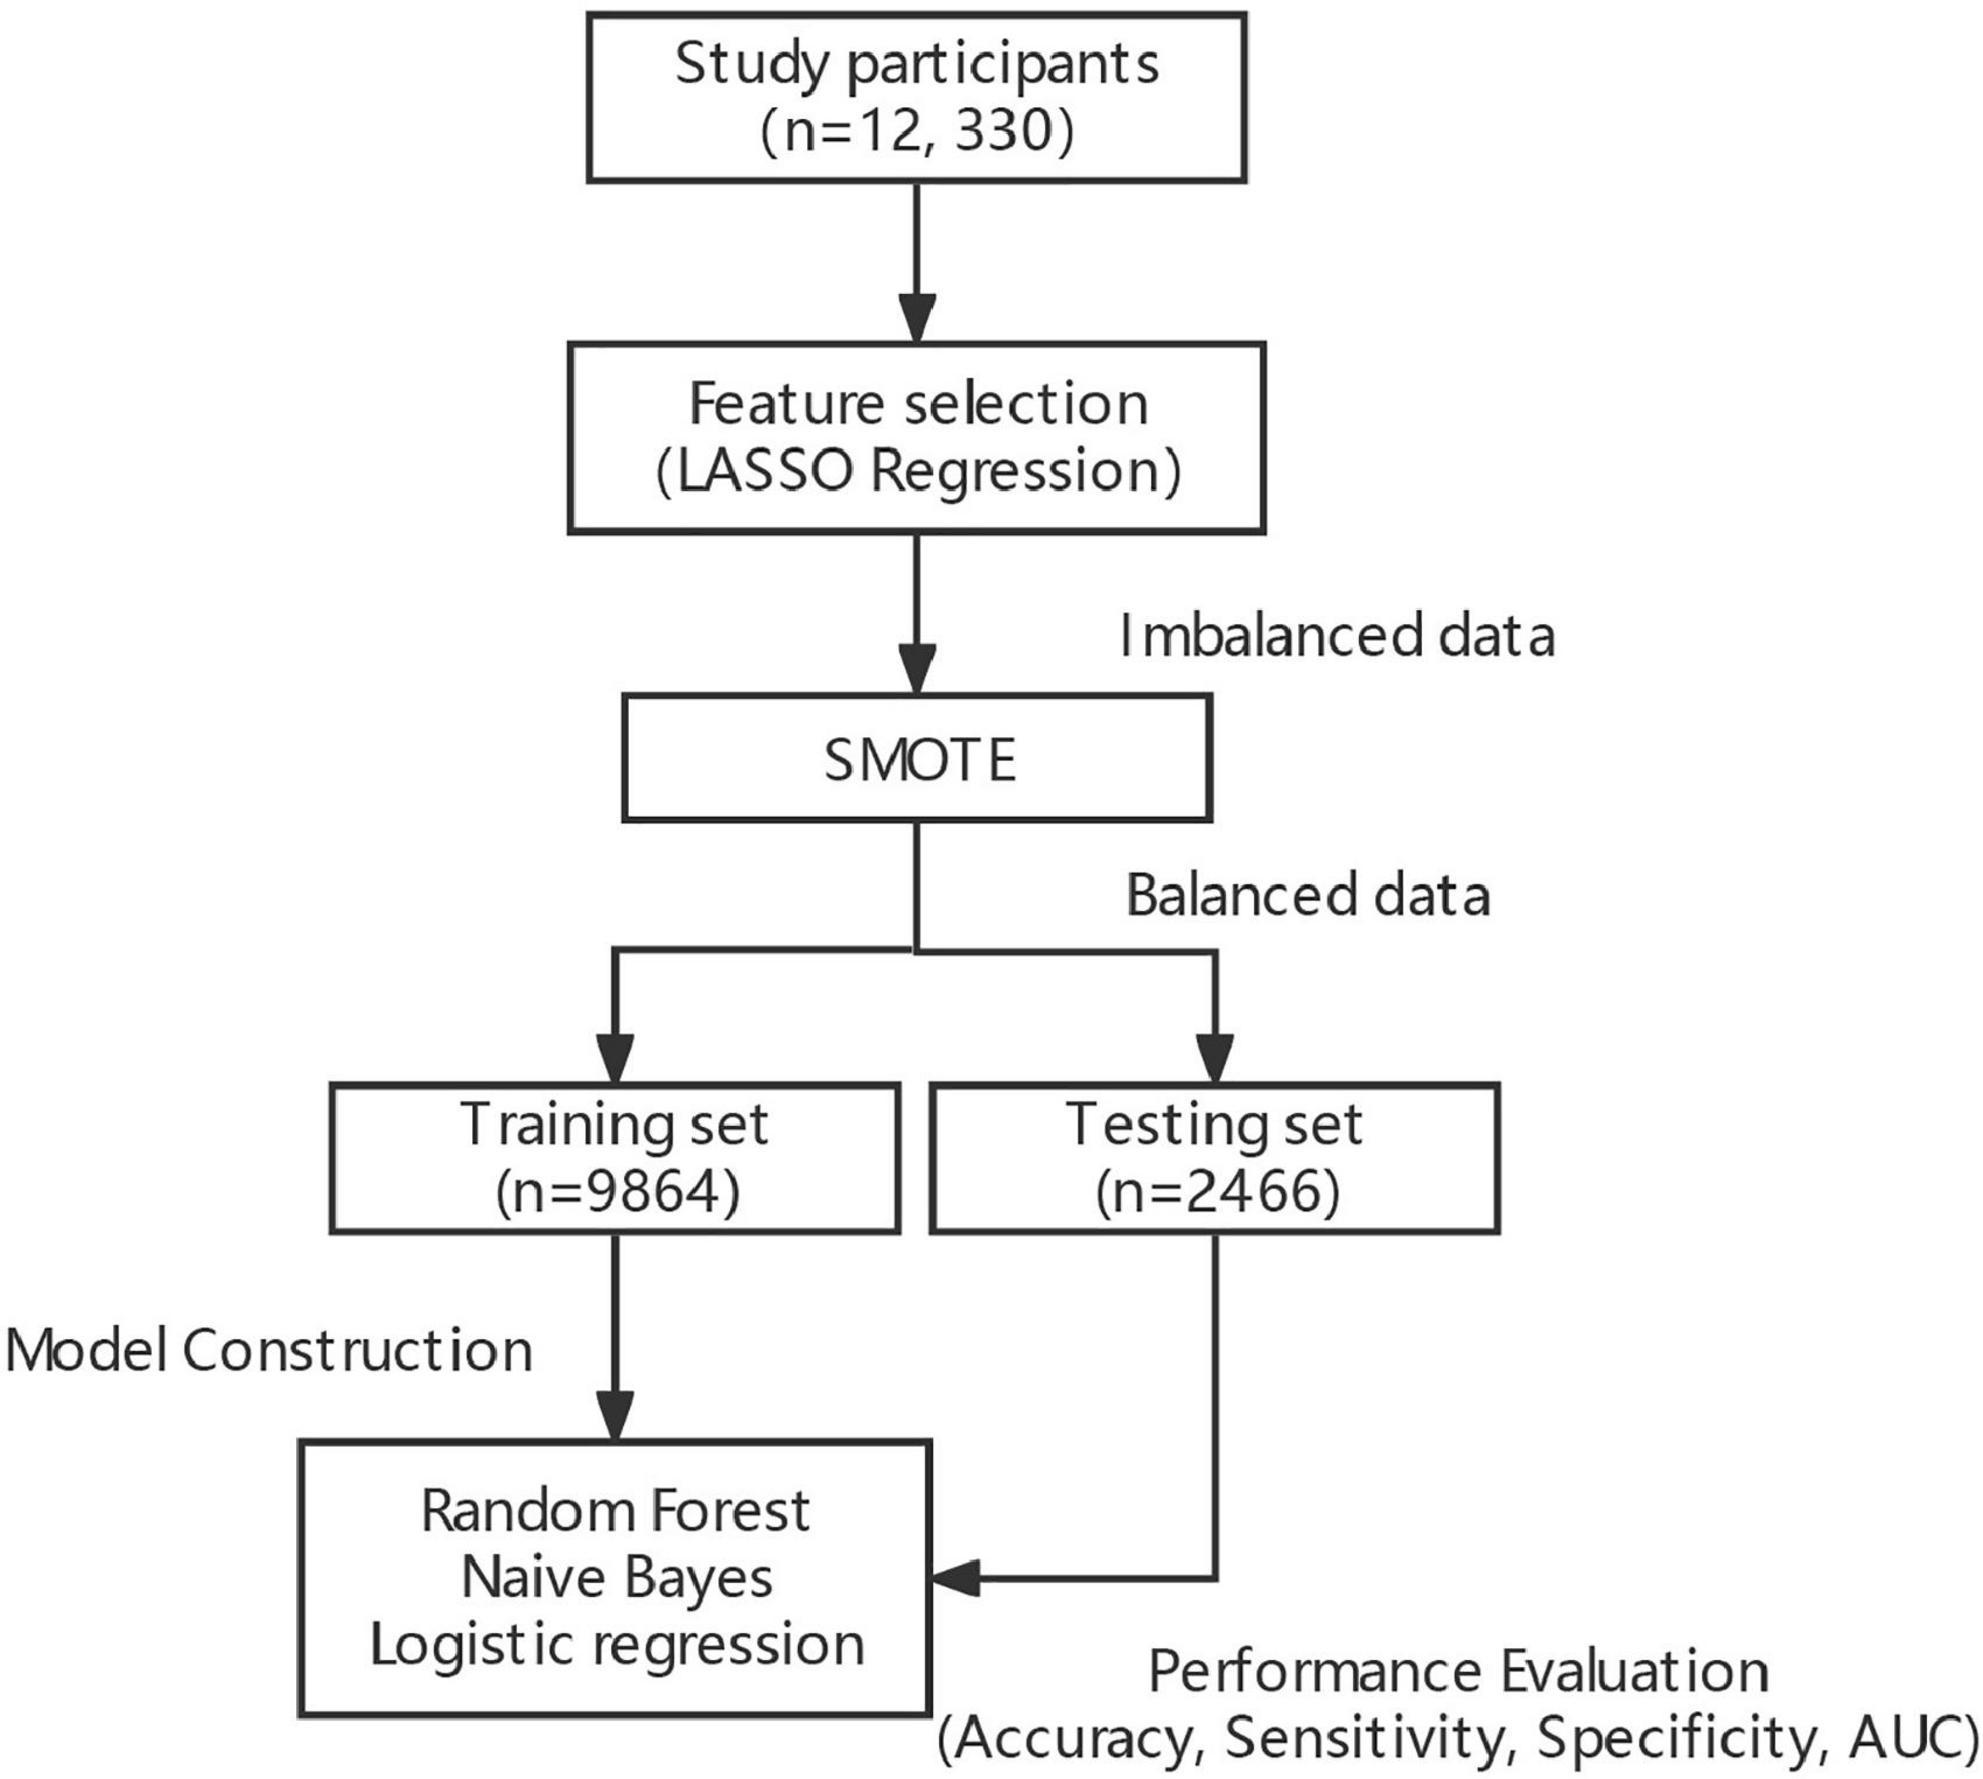 Study participants
(n=12, 330)
Feature selection
(LASSO Regression)
Imbalanced data
SMOTE
Balanced data
Training set
(n=9864)
Testing set
(n=2466)
Model Construction
Random Forest
Naive Bayes
Logistic regression
Performance Evaluation
(Accuracy, Sensitivity, Specificity, AUC)